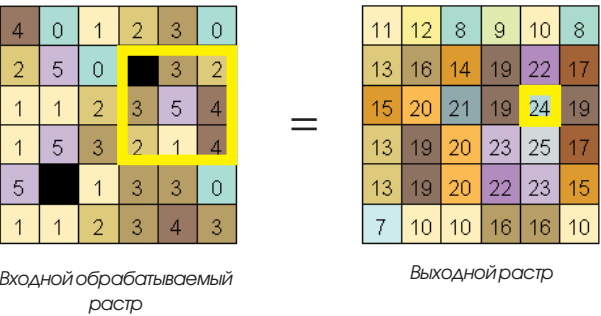 4 0 1 2 3 0
2 5 0 3 2
1 1 2 3 5 4
1 5 3 2 1 4
5 1 3 3 0
1 1 2 3 4 3
=
11 12 8 9 10 8
13 16 14 19 22 17
15 20 21 19 24 19
13 19 20 23 25 17
13 19 20 22 23 15
7 10 10 16 16 10
Входной обрабатываемый
растр
Выходной растр